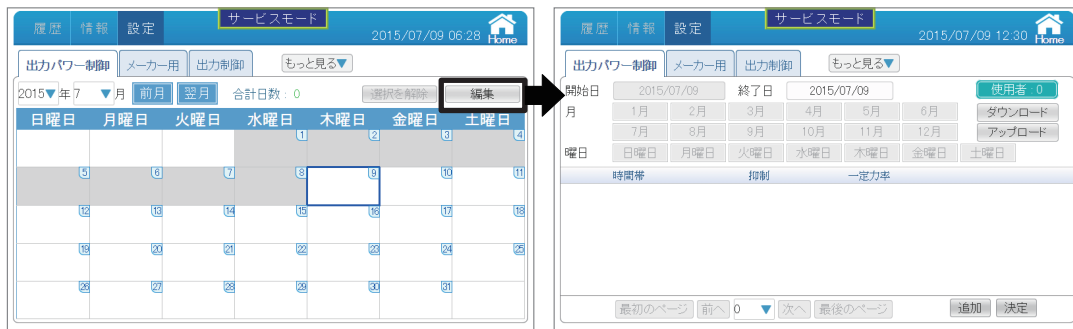 サービスモード
履歴 情報 設定 2015/07/09 06:28 Home
出力パワー制御 メーカー用 出力制御 もっと見る▼
2015▼年7 ▼月 前月 翌月 合計日数：0 選択を解除 編集
日曜日 月曜日 火曜日 水曜日 木曜日 金曜日 土曜日
1 2 3 4
5 6 7 8 9 10 11
12 13 14 15 16 17 18
19 20 21 22 23 24 25
26 27 28 29 30 31
サービスモード
履歴 情報 設定 2015/07/09 12:30 Home
出力パワー制御 メーカー用 出力制御 もっと見る▼
開始日 2015/07/09 終了日 2015/07/09 使用者：0
月 1月 2月 3月 4月 5月 6月 ダウンロード
7月 8月 9月 10月 11月 12月 アップロード
曜日 日曜日 月曜日 火曜日 水曜日 木曜日 金曜日 土曜日
時間帯 抑制 一定力率
最初のページ 前へ 0 ▼ 次へ 最後のページ 追加 決定